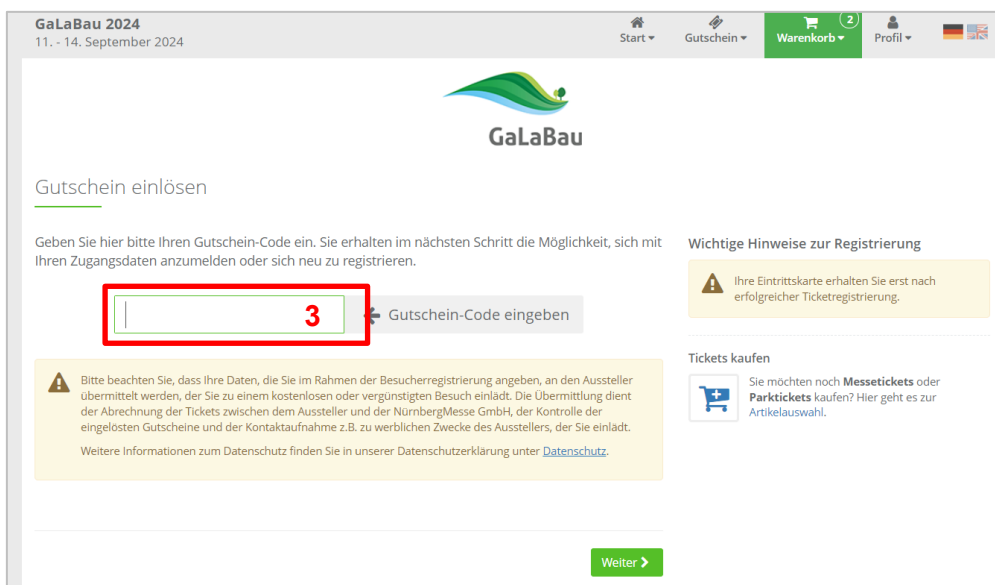 GaLaBau 2024
11. - 14. September 2024
Start
Gutschein
Warenkorb
2
Profil
GaLaBau
Gutschein einlösen
Geben Sie hier bitte Ihren Gutschein-Code ein. Sie erhalten im nächsten Schritt die Möglichkeit, sich mit
Ihren Zugangsdaten anzumelden oder sich neu zu registrieren.
3
Gutschein-Code eingeben
Bitte beachten Sie, dass Ihre Daten, die Sie im Rahmen der Besucherregistrierung angeben, an den Aussteller
übermittelt werden, der Sie zu einem kostenlosen oder vergünstigten Besuch einlädt. Die Übermittlung dient
der Abrechnung der Tickets zwischen dem Aussteller und der NürnbergMesse GmbH, der Kontrolle der
eingelösten Gutscheine und der Kontaktaufnahme z.B. zu werblichen Zwecke des Ausstellers, der Sie einlädt.
Weitere Informationen zum Datenschutz finden Sie in unserer Datenschutzerklärung unter Datenschutz.
Weiter
Wichtige Hinweise zur Registrierung
Ihre Eintrittskarte erhalten Sie erst nach
erfolgreicher Ticketregistrierung.
Tickets kaufen
Sie möchten noch Messetickets oder
Parktickets kaufen? Hier geht es zur
Artikelauswahl.